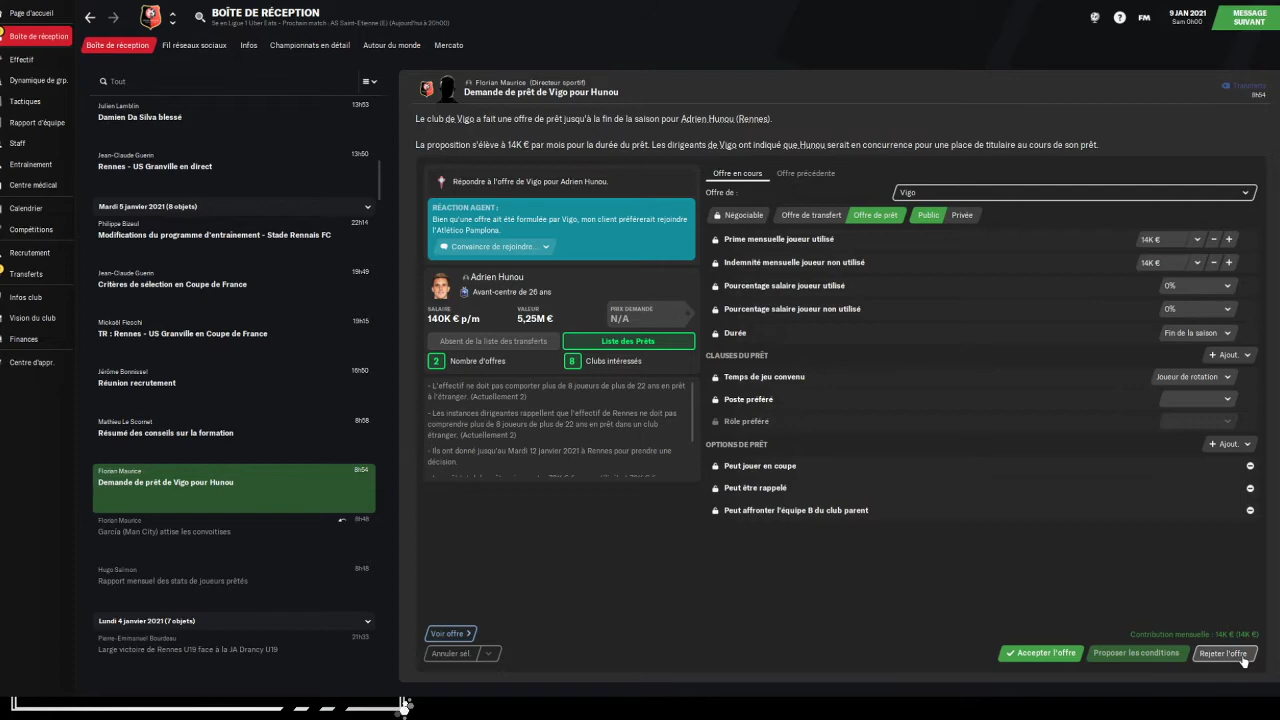 Page d'accueil
Boîte de réception
Effectif
Dynamique de grp.
Tactiques
Rapport d'équipe
Staff
Entraînement
Centre médical
Calendrier
Compétitions
Recrutement
Transferts
Infos club
Vision du club
Finances
Centre d'appr.
BOÎTE DE RÉCEPTION
5e en Ligue 1 Uber Eats - Prochain match : AS Saint-Etienne (E) (Aujourd'hui à 20h00)
FM
9 JAN 2021
Sam 0h00
MESSAGE SUIVANT
Boîte de réception
Fil réseaux sociaux
Infos
Championnats en détail
Autour du monde
Mercato
Tout
Julien Lamblin
13h53
Damien Da Silva blessé
Jean-Claude Guerin
13h50
Rennes - US Granville en direct
Mardi 5 janvier 2021 (8 objets)
Philippe Bizeul
22h14
Modifications du programme d'entraînement - Stade Rennais FC
Jean-Claude Guerin
19h49
Critères de sélection en Coupe de France
Mickaël Fieschi
19h15
TR : Rennes - US Granville en Coupe de France
Jérôme Bonnissel
16h50
Réunion recrutement
Mathieu Le Scornet
8h58
Résumé des conseils sur la formation
Florian Maurice
8h54
Demande de prêt de Vigo pour Hunou
Florian Maurice
8h48
García (Man City) attise les convoitises
Hugo Salmon
8h48
Rapport mensuel des stats de joueurs prêtés
Lundi 4 janvier 2021 (7 objets)
Pierre-Emmanuel Bourdeau
21h33
Large victoire de Rennes U19 face à la JA Drancy U19
Florian Maurice (Directeur sportif)
Demande de prêt de Vigo pour Hunou
Transferts
8h54
Le club de Vigo a fait une offre de prêt jusqu'à la fin de la saison pour Adrien Hunou (Rennes).
La proposition s'élève à 14K € par mois pour la durée du prêt. Les dirigeants de Vigo ont indiqué que Hunou serait en concurrence pour une place de titulaire au cours de son prêt.
Répondre à l'offre de Vigo pour Adrien Hunou.
RÉACTION AGENT :
Bien qu'une offre ait été formulée par Vigo, mon client préférerait rejoindre
l'Atlético Pamplona.
Convaincre de rejoindre...
Adrien Hunou
Avant-centre de 26 ans
SALAIRE
140K € p/m
VALEUR
5,25M €
PRIX DEMANDÉ
N/A
Absent de la liste des transferts
Liste des Prêts
2 Nombre d'offres
8 Clubs intéressés
- L'effectif ne doit pas comporter plus de 8 joueurs de plus de 22 ans en prêt
à l'étranger. (Actuellement 2)
- Les instances dirigeantes rappellent que l'effectif de Rennes ne doit pas
comprendre plus de 8 joueurs de plus de 22 ans en prêt dans un club
étranger. (Actuellement 2)
- Ils ont donné jusqu'au Mardi 12 janvier 2021 à Rennes pour prendre une
décision.
Voir offre
Annuler sél.
Offre en cours
Offre précédente
Offre de :
Vigo
Négociable
Offre de transfert
Offre de prêt
Public
Privée
Prime mensuelle joueur utilisé
14K €
Indemnité mensuelle joueur non utilisé
14K €
Pourcentage salaire joueur utilisé
0%
Pourcentage salaire joueur non utilisé
0%
Durée
Fin de la saison
CLAUSES DU PRÊT
+ Ajout.
Temps de jeu convenu
Joueur de rotation
Poste préféré
Rôle préféré
OPTIONS DE PRÊT
+ Ajout.
Peut jouer en coupe
Peut être rappelé
Peut affronter l'équipe B du club parent
Contribution mensuelle : 14K € (14K €)
Accepter l'offre
Proposer les conditions
Rejeter l'offre